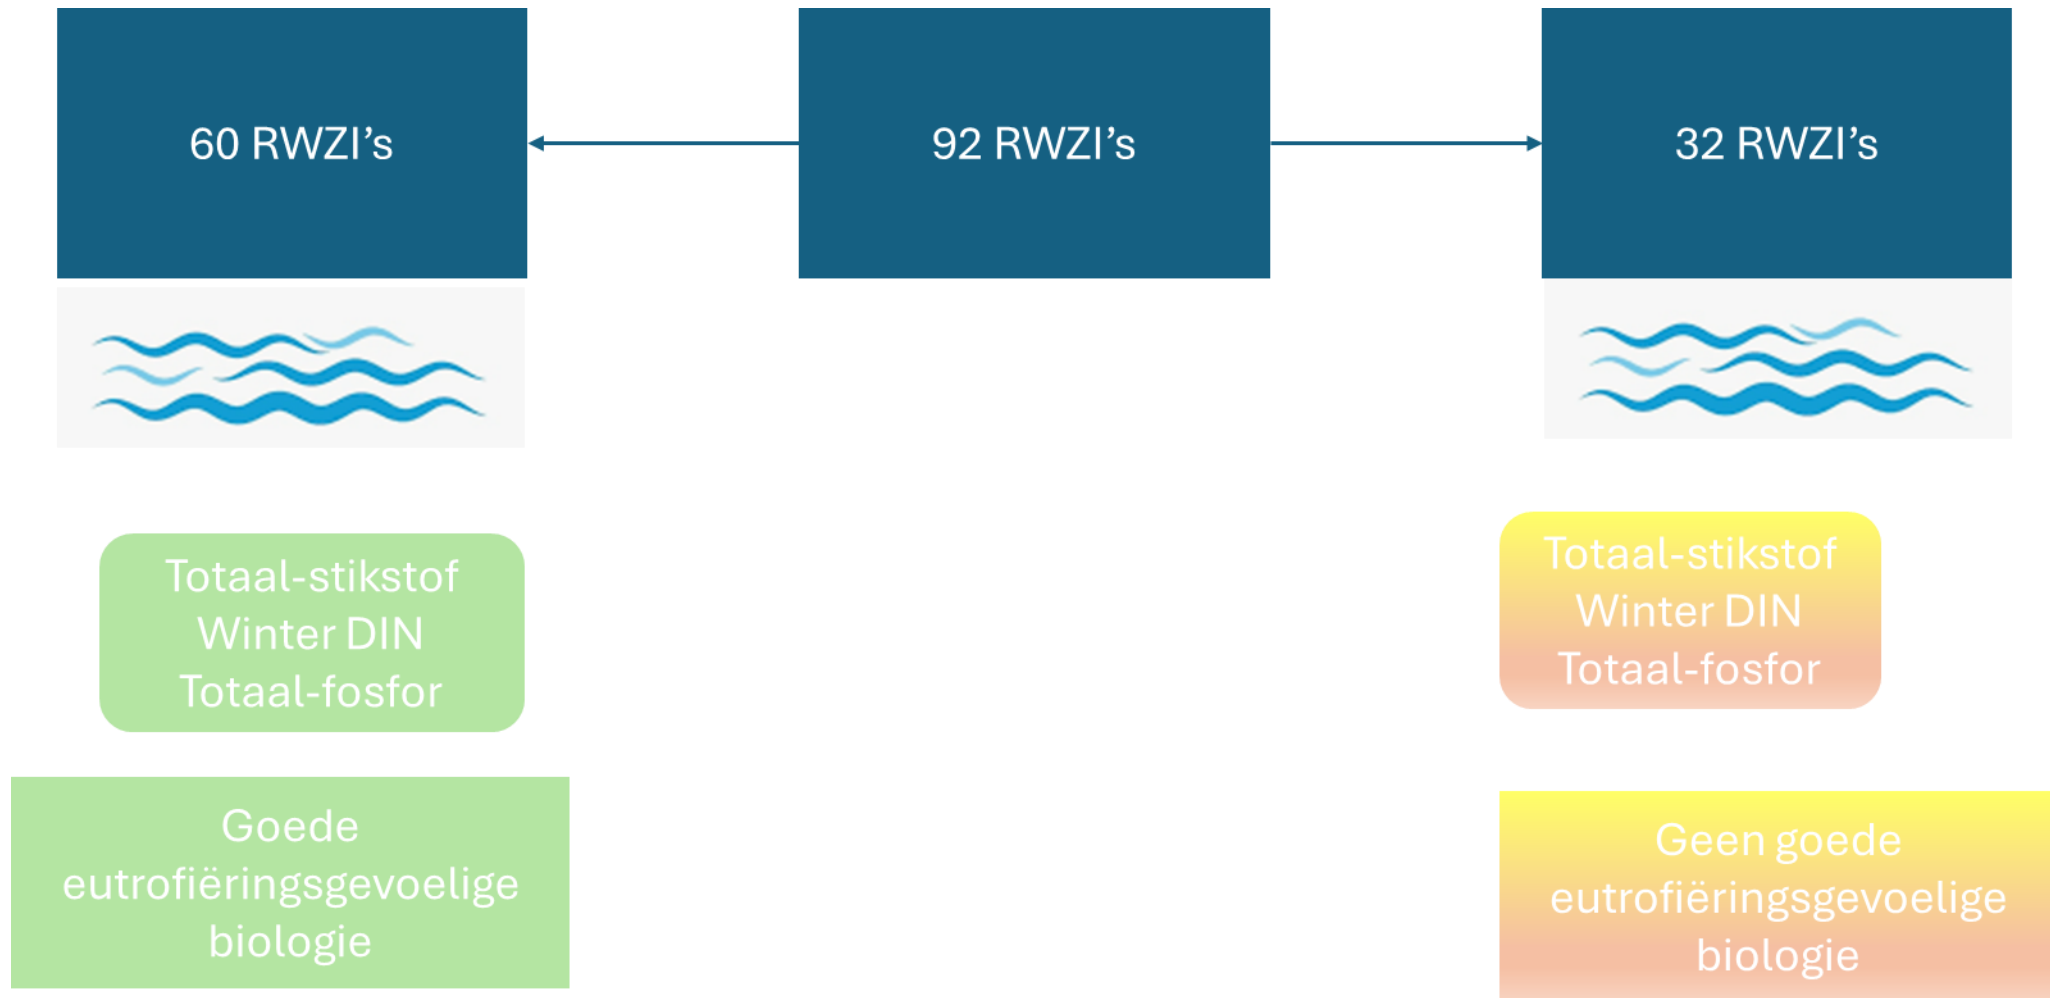 60 RWZI’s
92 RWZI’s
32 RWZI’s
Totaal-stikstof
Winter DIN
Totaal-fosfor
Totaal-stikstof
Winter DIN
Totaal-fosfor
Goede
eutrofiëringsgevoelige
biologie
Geen goede
eutrofiëringsgevoelige
biologie